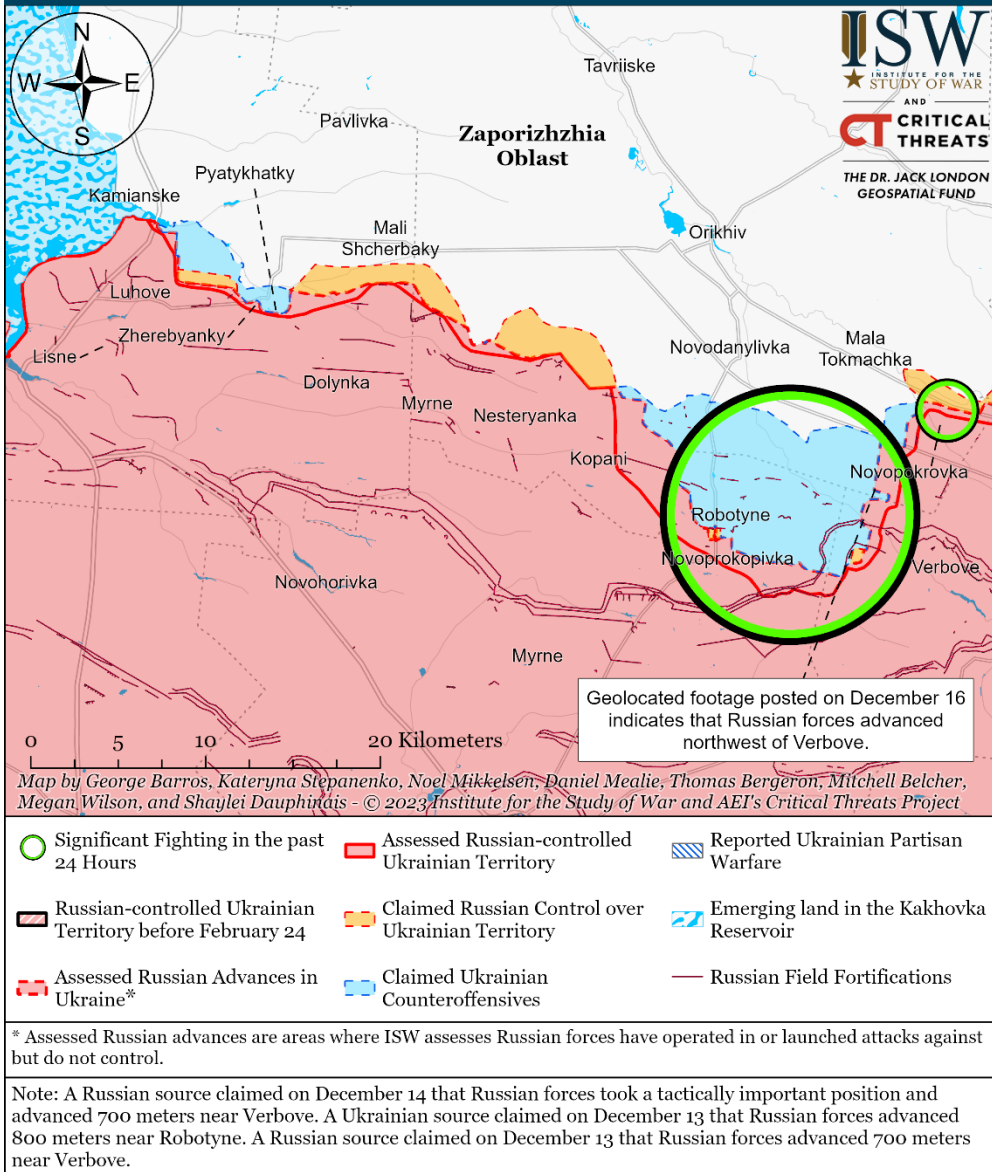 N
W E
S
ISW
INSTITUTE FOR THE
STUDY OF WAR
AND
CT CRITICAL
THREATS
THE DR. JACK LONDON
GEOSPATIAL FUND
Tavriiske
Pavlivka
Zaporizhzhia
Oblast
Pyatykhatky
Kamianske
Mali
Shcherbaky
Orikhiv
Luhove
Zherebyanky
Lisne
Dolynka
Myrne
Nesteryanka
Novodanylivka
Mala
Tokmachka
Kopani
Novopokrovka
Robotyne
Novoprokopivka
Verbove
Novohorivka
Myrne
Geolocated footage posted on December 16
indicates that Russian forces advanced
northwest of Verbove.
0 5 10 20 Kilometers
Map by George Barros, Kateryna Stepanenko, Noel Mikkelsen, Daniel Mealie, Thomas Bergeron, Mitchell Belcher,
Megan Wilson, and Shaylei Dauphinais - © 2023 Institute for the Study of War and AEI's Critical Threats Project
Significant Fighting in the past
24 Hours
Assessed Russian-controlled
Ukrainian Territory
Reported Ukrainian Partisan
Warfare
Russian-controlled Ukrainian
Territory before February 24
Claimed Russian Control over
Ukrainian Territory
Emerging land in the Kakhovka
Reservoir
Assessed Russian Advances in
Ukraine*
Claimed Ukrainian
Counteroffensives
Russian Field Fortifications
* Assessed Russian advances are areas where ISW assesses Russian forces have operated in or launched attacks against
but do not control.
Note: A Russian source claimed on December 14 that Russian forces took a tactically important position and
advanced 700 meters near Verbove. A Ukrainian source claimed on December 13 that Russian forces advanced
800 meters near Robotyne. A Russian source claimed on December 13 that Russian forces advanced 700 meters
near Verbove.